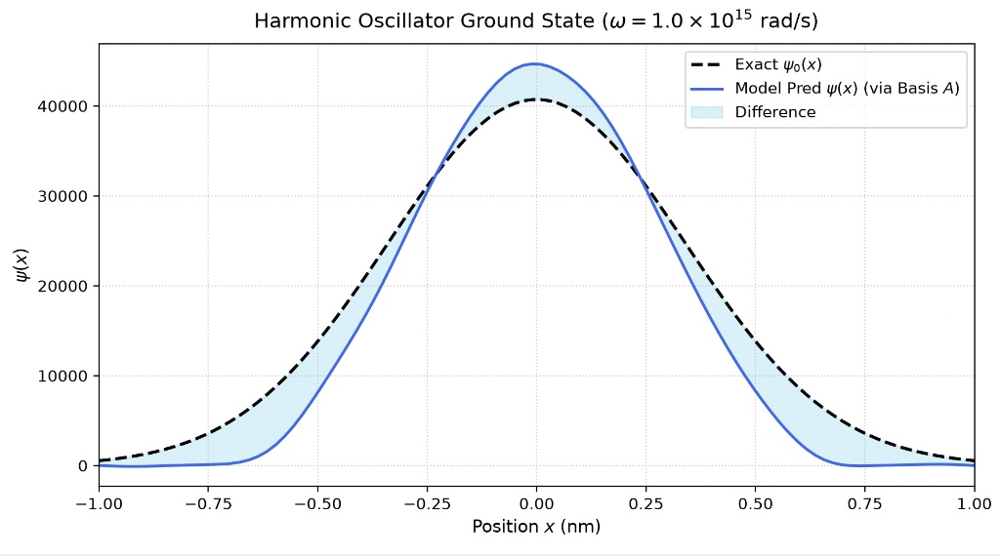 Harmonic Oscillator Ground State (ω = 1.0 × 10¹⁵ rad/s)
Exact ψ₀(x)
Model Pred ψ(x) (via Basis A)
Difference
ψ(x)
40000
30000
20000
10000
0
−1.00 −0.75 −0.50 −0.25 0.00 0.25 0.50 0.75 1.00
Position x (nm)